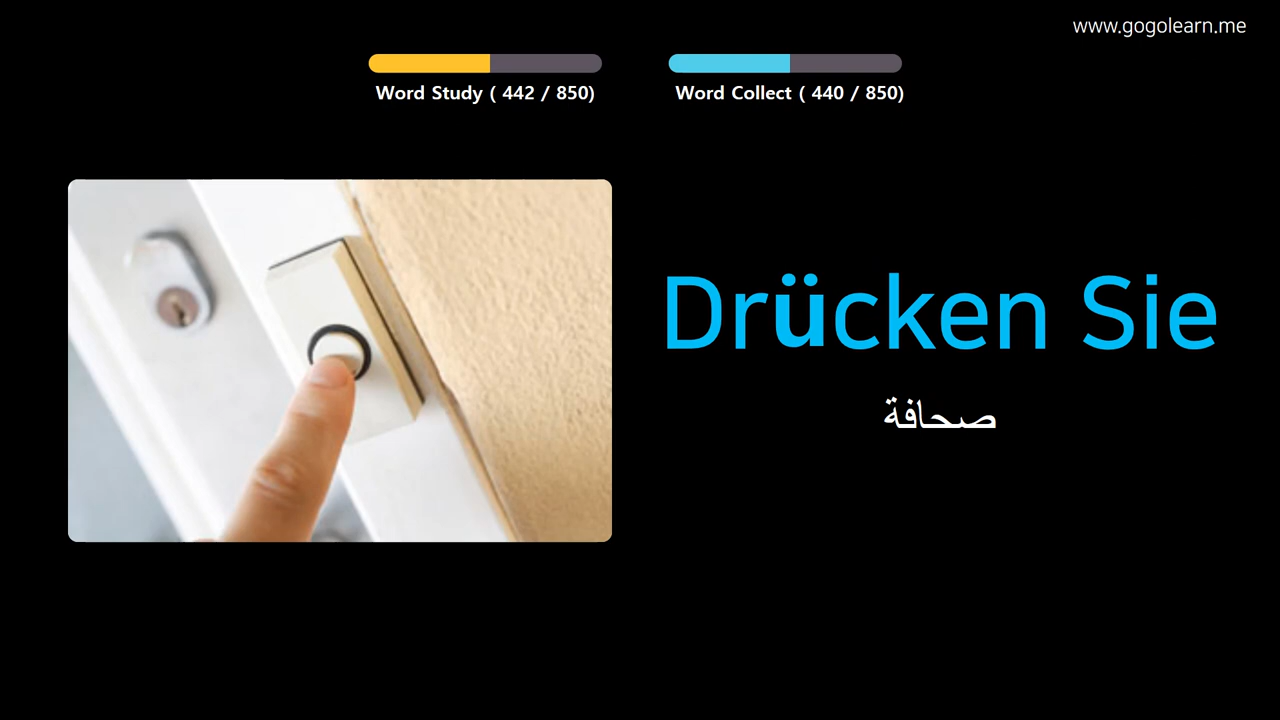 www.gogolearn.me
Word Study ( 442 / 850)
Word Collect ( 440 / 850)
Drücken Sie
صحافة